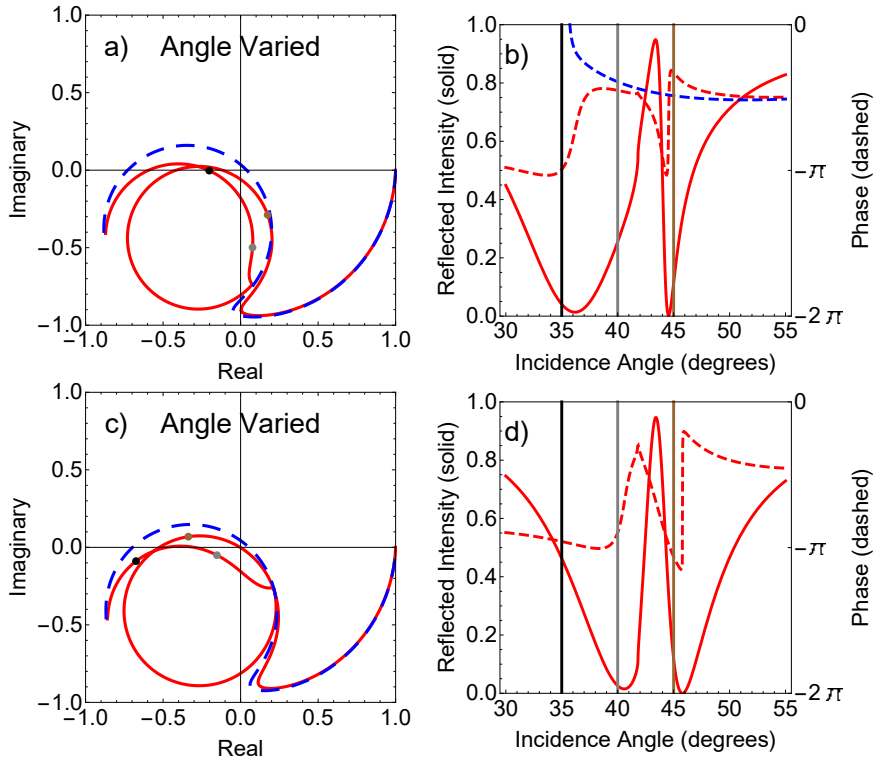 a) Angle Varied
1.0
0.5
0.0
−0.5
−1.0
Imaginary
−1.0 −0.5 0.0 0.5 1.0
Real
b)
1.0
0.8
0.6
0.4
0.2
0.0
Reflected Intensity (solid)
0
−π
−2 π
Phase (dashed)
30 35 40 45 50 55
Incidence Angle (degrees)
c) Angle Varied
1.0
0.5
0.0
−0.5
−1.0
Imaginary
−1.0 −0.5 0.0 0.5 1.0
Real
d)
1.0
0.8
0.6
0.4
0.2
0.0
Reflected Intensity (solid)
0
−π
−2 π
Phase (dashed)
30 35 40 45 50 55
Incidence Angle (degrees)